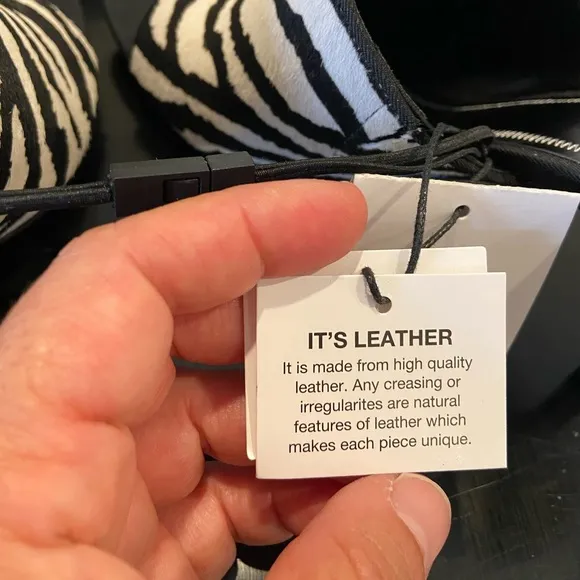 IT'S LEATHER
It is made from high quality
leather. Any creasing or
irregularites are natural
features of leather which
makes each piece unique.